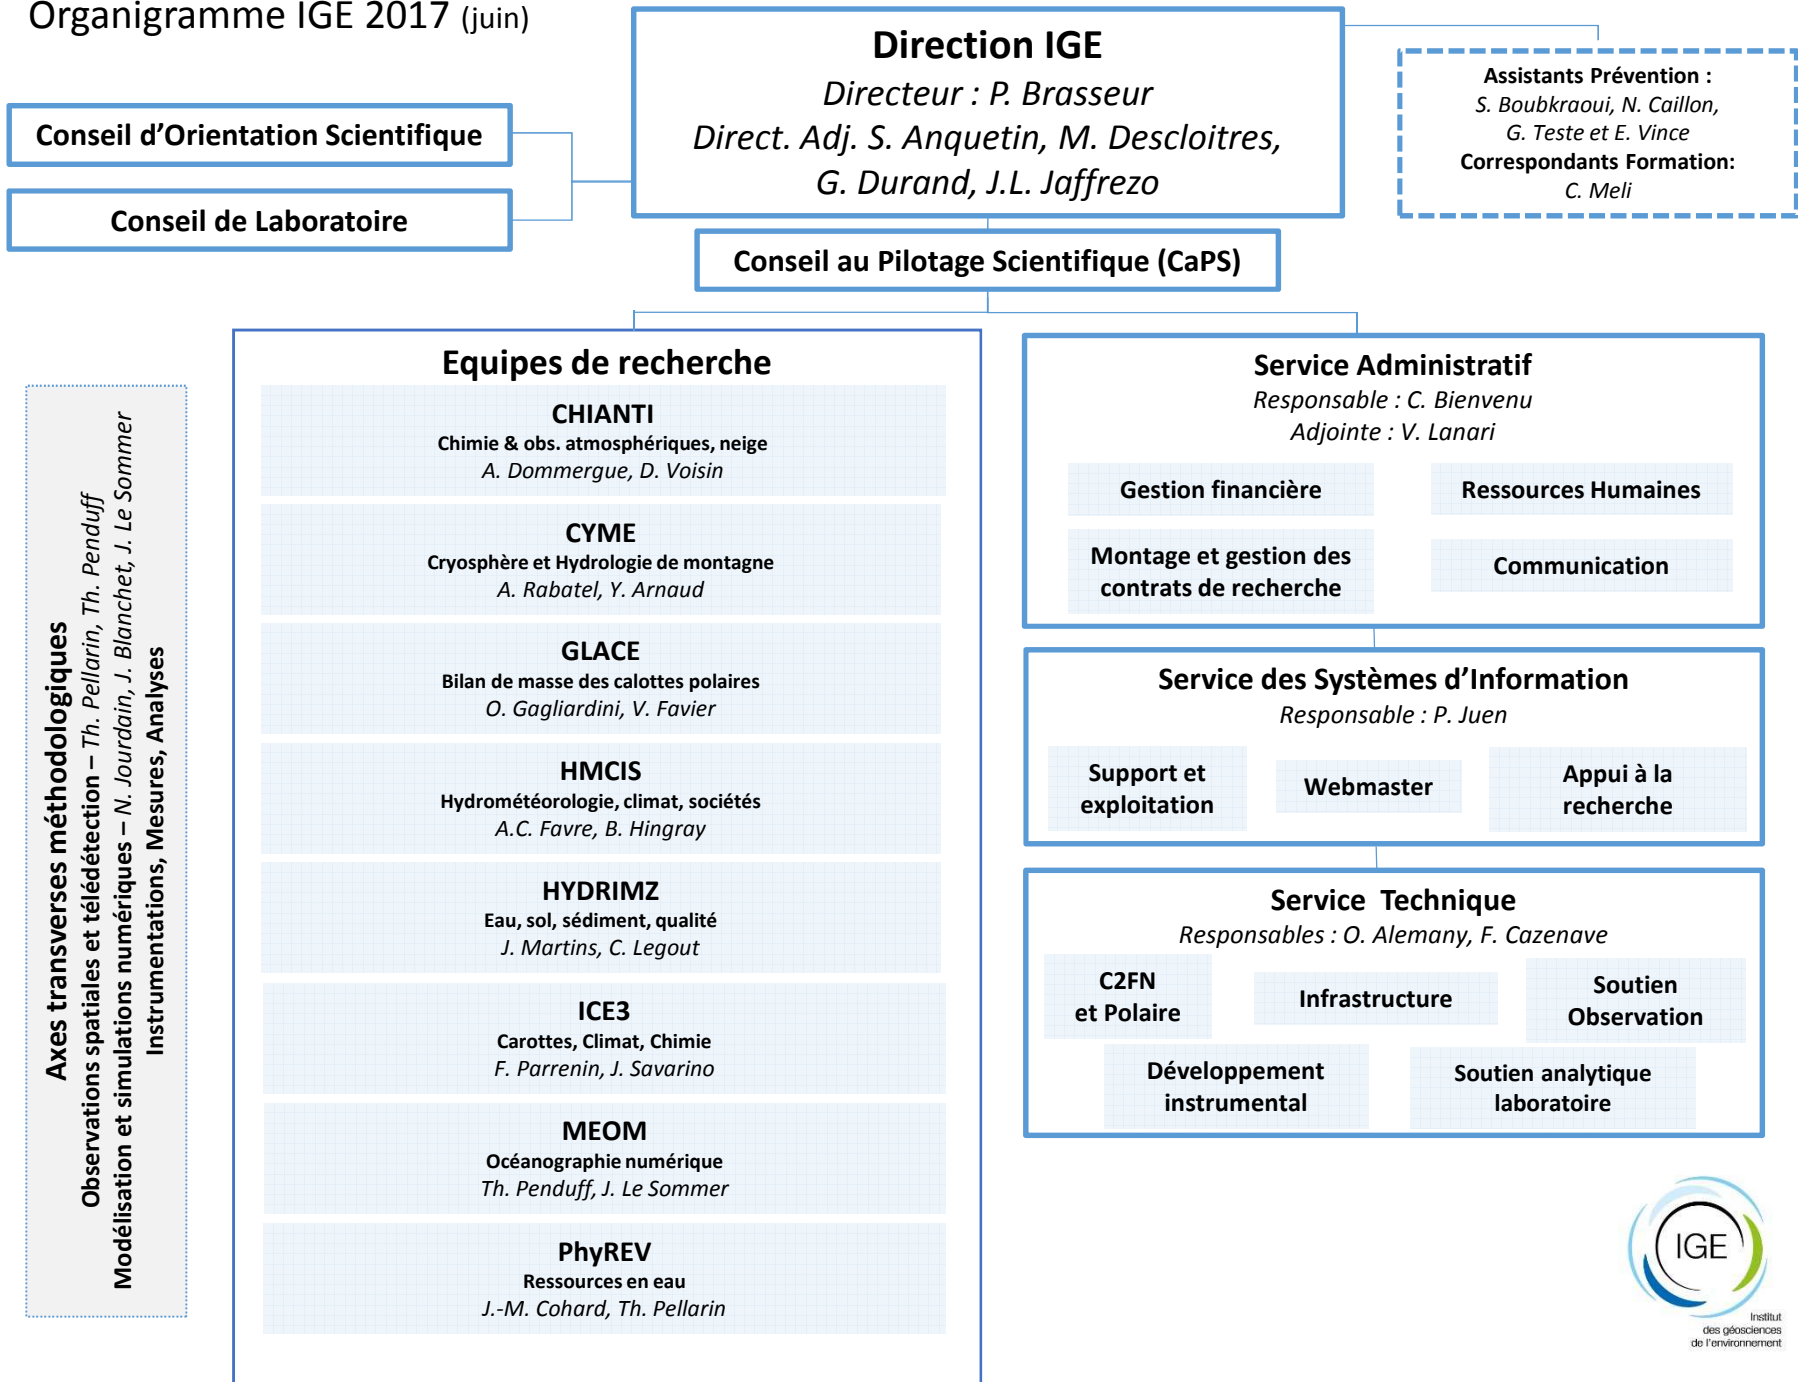 Organigramme IGE 2017 (juin)
Direction IGE
Directeur : P. Brasseur
Direct. Adj. S. Anquetin, M. Descloitres,
G. Durand, J.L. Jaffrezo
Assistants Prévention :
S. Boubkraoui, N. Caillon,
G. Teste et E. Vince
Correspondants Formation:
C. Meli
Conseil d’Orientation Scientifique
Conseil de Laboratoire
Conseil au Pilotage Scientifique (CaPS)
Axes transverses méthodologiques
Observations spatiales et télédétection – Th. Pellarin, Th. Penduff
Modélisation et simulations numériques – N. Jourdain, J. Blanchet, J. Le Sommer
Instrumentations, Mesures, Analyses
Equipes de recherche
CHIANTI
Chimie & obs. atmosphériques, neige
A. Dommergue, D. Voisin
CYME
Cryosphère et Hydrologie de montagne
A. Rabatel, Y. Arnaud
GLACE
Bilan de masse des calottes polaires
O. Gagliardini, V. Favier
HMCIS
Hydrométéorologie, climat, sociétés
A.C. Favre, B. Hingray
HYDRIMZ
Eau, sol, sédiment, qualité
J. Martins, C. Legout
ICE3
Carottes, Climat, Chimie
F. Parrenin, J. Savarino
MEOM
Océanographie numérique
Th. Penduff, J. Le Sommer
PhyREV
Ressources en eau
J.-M. Cohard, Th. Pellarin
Service Administratif
Responsable : C. Bienvenu
Adjointe : V. Lanari
Gestion financière
Ressources Humaines
Montage et gestion des
contrats de recherche
Communication
Service des Systèmes d’Information
Responsable : P. Juen
Support et
exploitation
Webmaster
Appui à la
recherche
Service Technique
Responsables : O. Alemany, F. Cazenave
C2FN
et Polaire
Infrastructure
Soutien
Observation
Développement
instrumental
Soutien analytique
laboratoire
IGE
Institut
des géosciences
de l’environnement